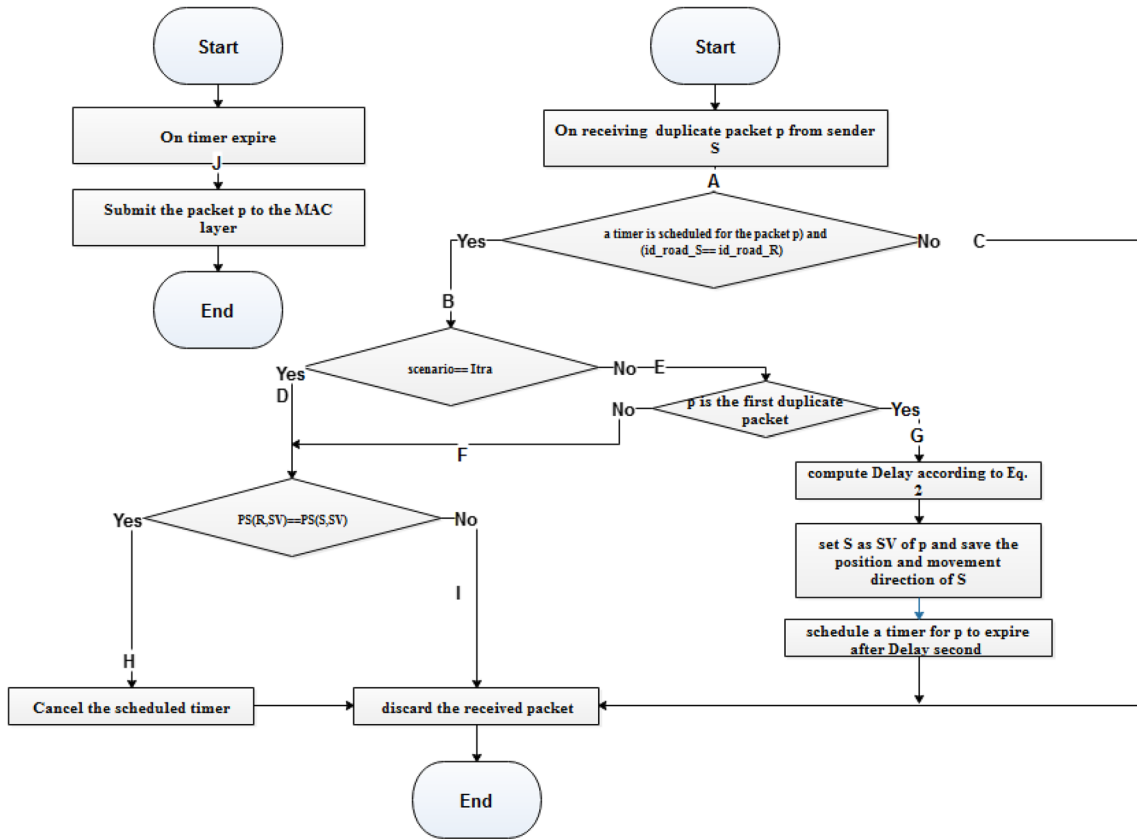 Start
On timer expire
J
Submit the packet p to the MAC
layer
End
Start
On receiving duplicate packet p from sender
S
A
a timer is scheduled for the packet p) and
(id_road_S== id_road_R)
Yes
No
C
B
scenario== Itra
Yes
D
No
E
p is the first duplicate
packet
No
Yes
F
G
compute Delay according to Eq.
2
set S as SV of p and save the
position and movement
direction of S
schedule a timer for p to expire
after Delay second
PS(R,SV)==PS(S,SV)
Yes
No
I
H
Cancel the scheduled timer
discard the received packet
End